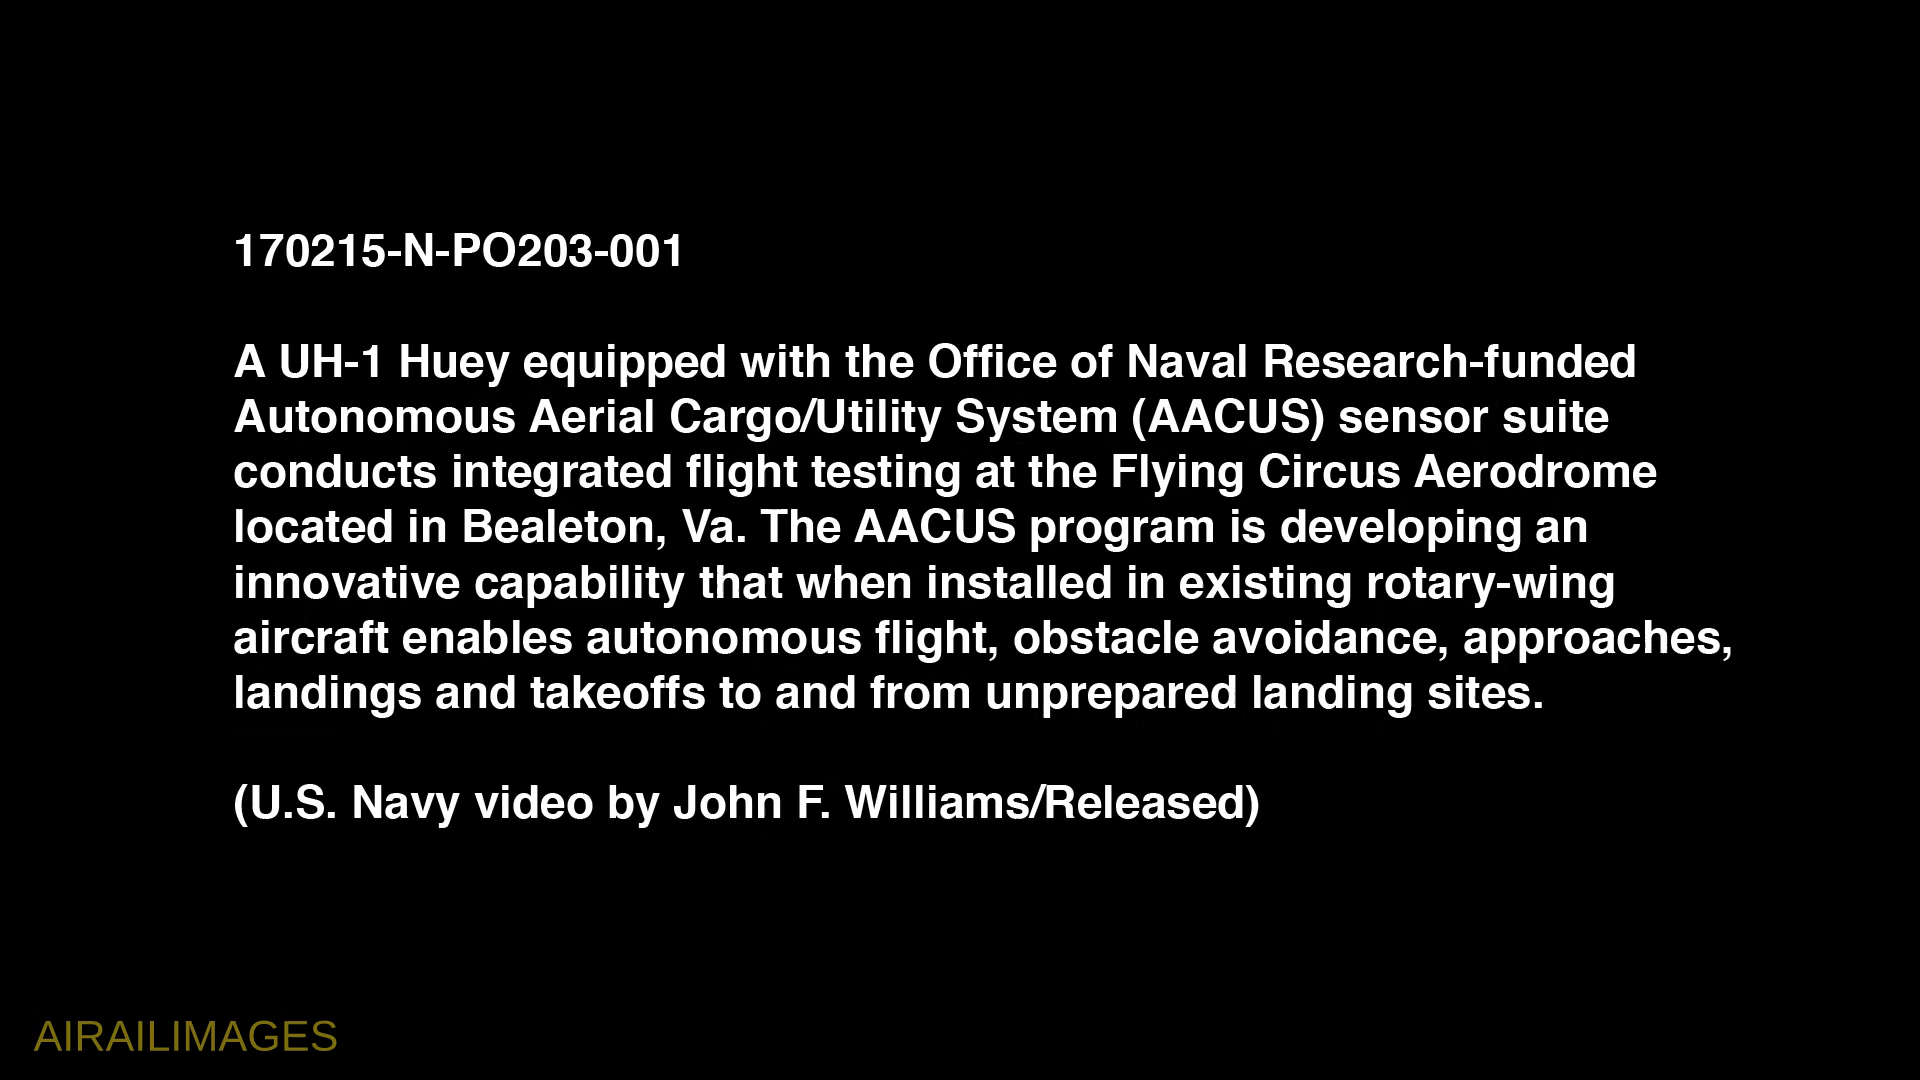 170215-N-PO203-001
A UH-1 Huey equipped with the Office of Naval Research-funded
Autonomous Aerial Cargo/Utility System (AACUS) sensor suite
conducts integrated flight testing at the Flying Circus Aerodrome
located in Bealeton, Va. The AACUS program is developing an
innovative capability that when installed in existing rotary-wing
aircraft enables autonomous flight, obstacle avoidance, approaches,
landings and takeoffs to and from unprepared landing sites.
(U.S. Navy video by John F. Williams/Released)
AIRAILIMAGES